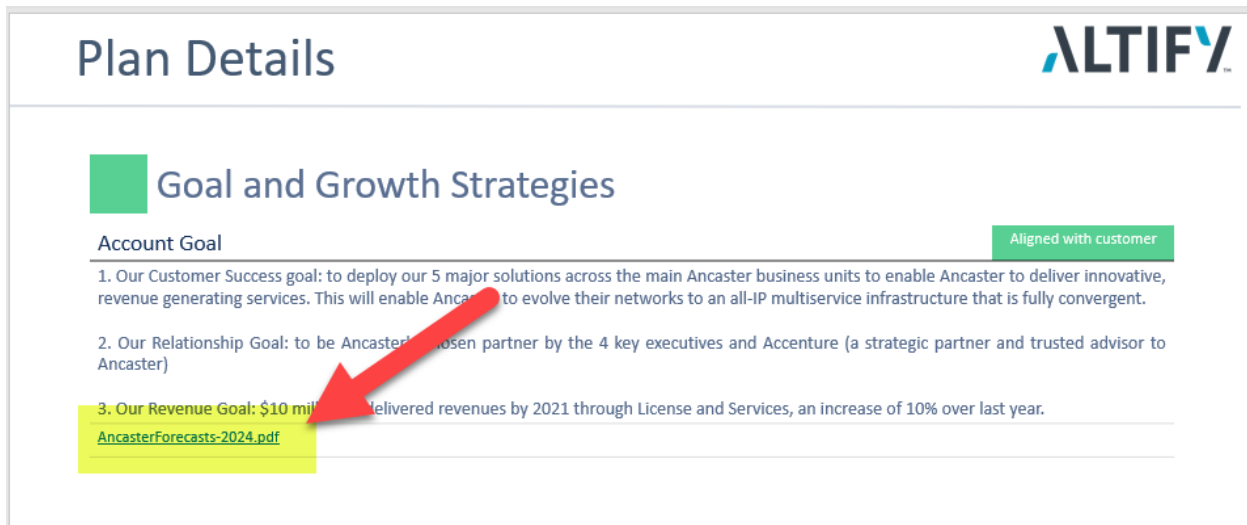 Plan Details
ALTIFY™
Goal and Growth Strategies
Account Goal
Aligned with customer
1. Our Customer Success goal: to deploy our 5 major solutions across the main Ancaster business units to enable Ancaster to deliver innovative,
revenue generating services. This will enable Ancaster to evolve their networks to an all-IP multiservice infrastructure that is fully convergent.
2. Our Relationship Goal: to be Ancaster's chosen partner by the 4 key executives and Accenture (a strategic partner and trusted advisor to
Ancaster)
3. Our Revenue Goal: $10 delivered revenues by 2021 through License and Services, an increase of 10% over last year.
AncasterForecasts-2024.pdf